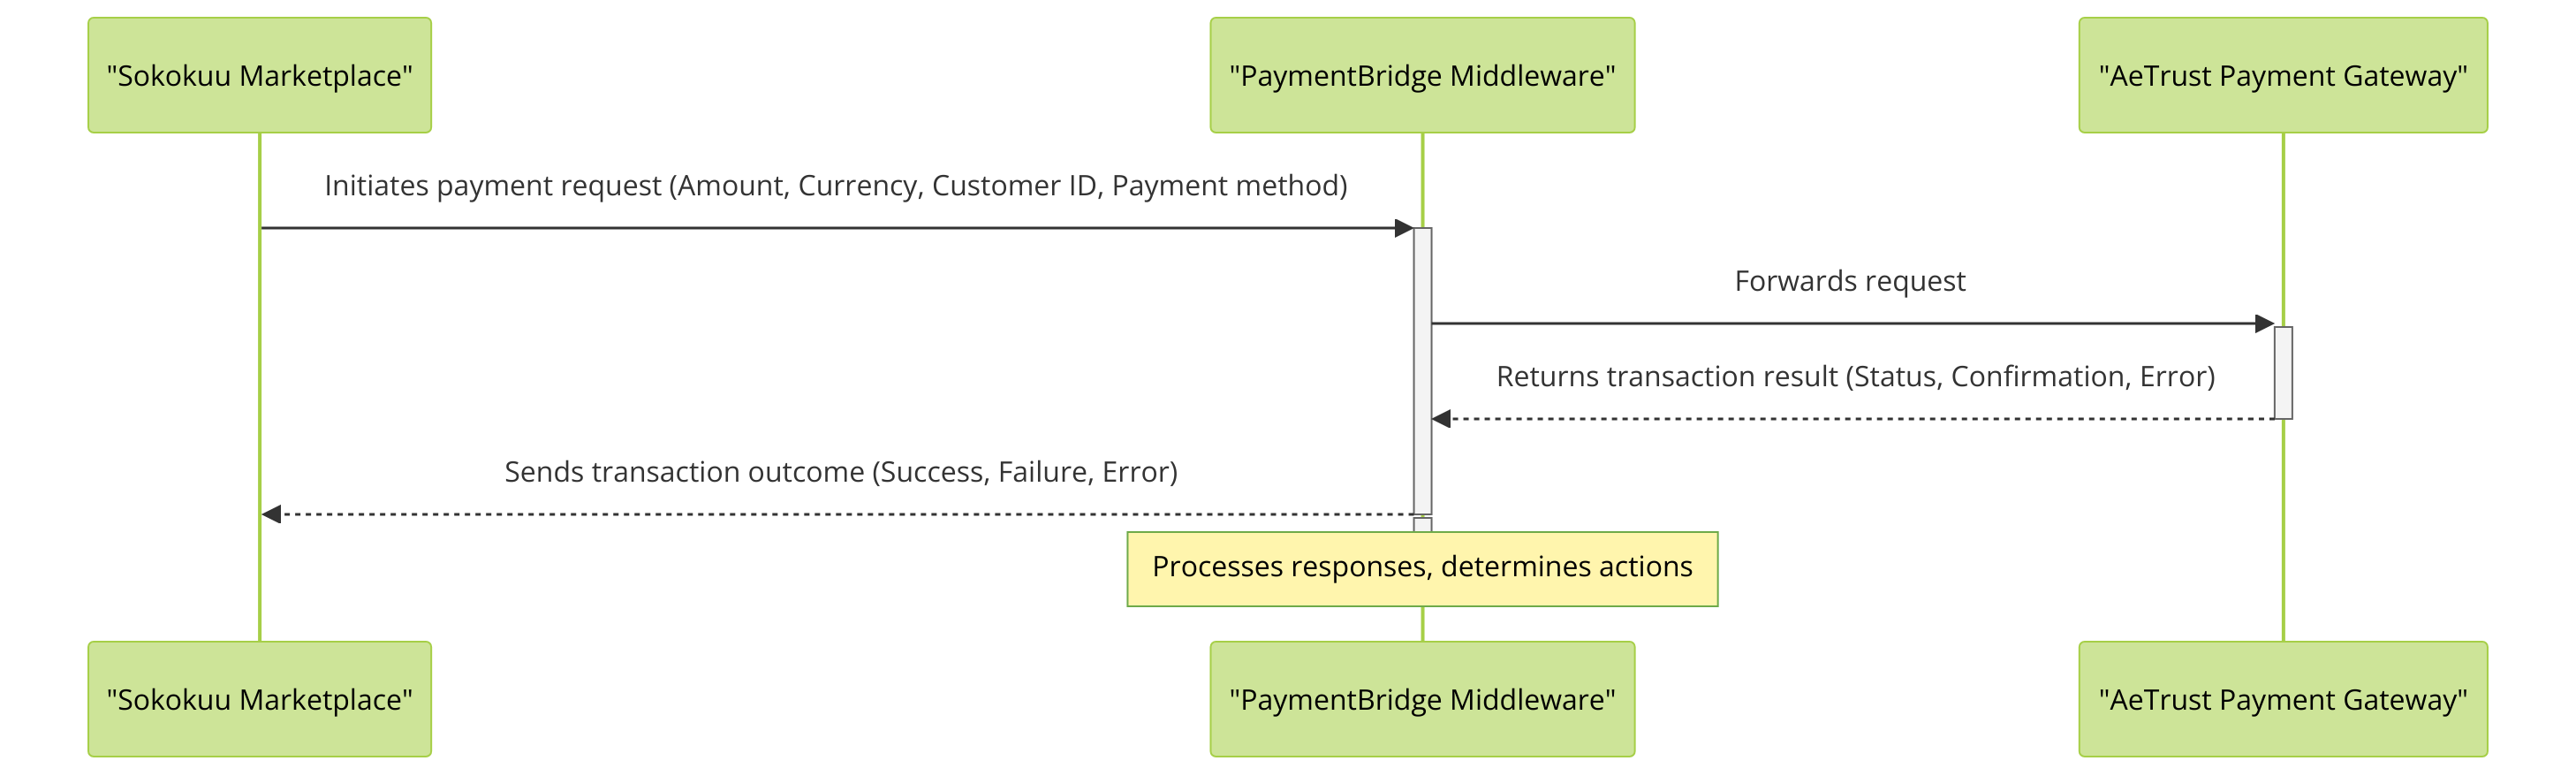 "Sokokuu Marketplace"
"PaymentBridge Middleware"
"AeTrust Payment Gateway"
Initiates payment request (Amount, Currency, Customer ID, Payment method)
Forwards request
Returns transaction result (Status, Confirmation, Error)
Sends transaction outcome (Success, Failure, Error)
Processes responses, determines actions
"Sokokuu Marketplace"
"PaymentBridge Middleware"
"AeTrust Payment Gateway"